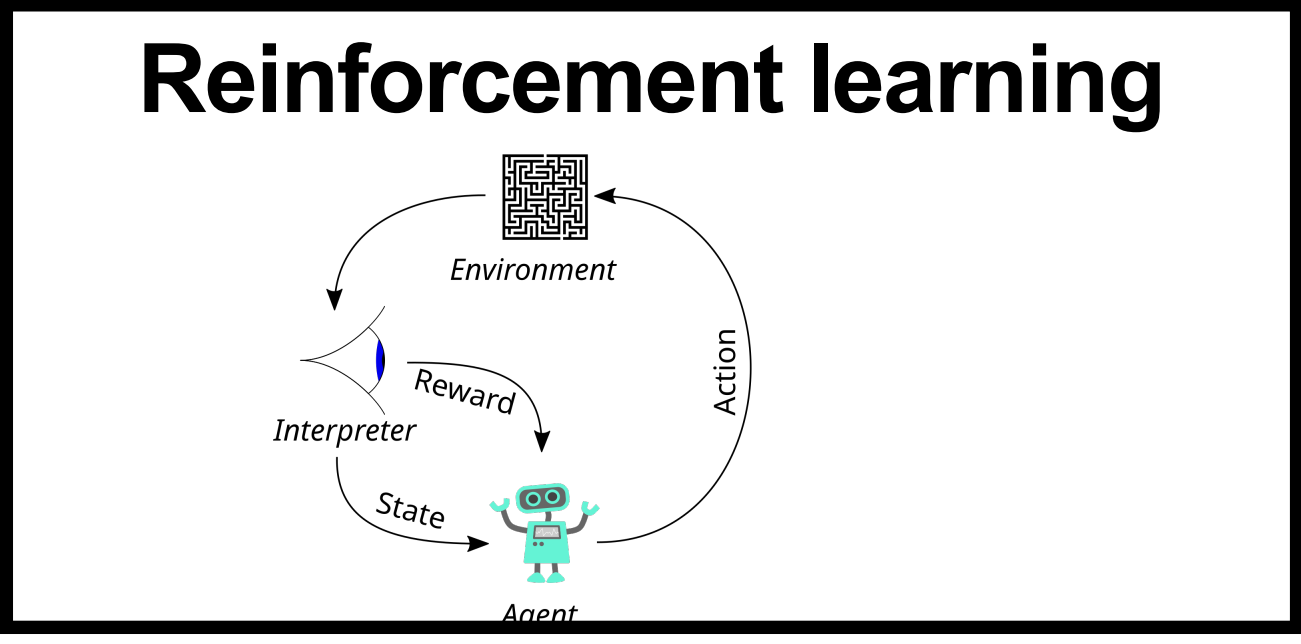 Reinforcement learning
Environment
Action
Reward
Interpreter
State
Agent